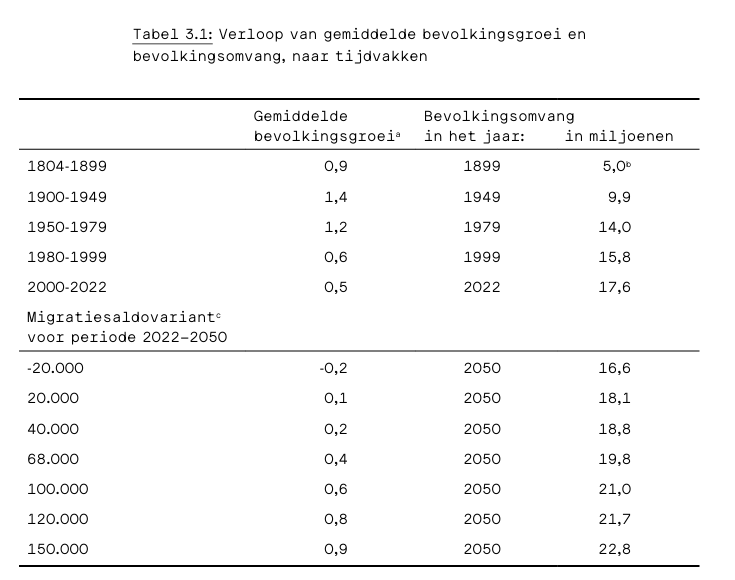 Tabel 3.1: Verloop van gemiddelde bevolkingsgroei en
bevolkingsomvang, naar tijdvakken
Gemiddelde Bevolkingsomvang
bevolkingsgroeiᵃ in het jaar: in miljoenen
1804-1899 0,9 1899 5,0ᵇ
1900-1949 1,4 1949 9,9
1950-1979 1,2 1979 14,0
1980-1999 0,6 1999 15,8
2000-2022 0,5 2022 17,6
Migratiesaldovariantᶜ
voor periode 2022–2050
-20.000 -0,2 2050 16,6
20.000 0,1 2050 18,1
40.000 0,2 2050 18,8
68.000 0,4 2050 19,8
100.000 0,6 2050 21,0
120.000 0,8 2050 21,7
150.000 0,9 2050 22,8